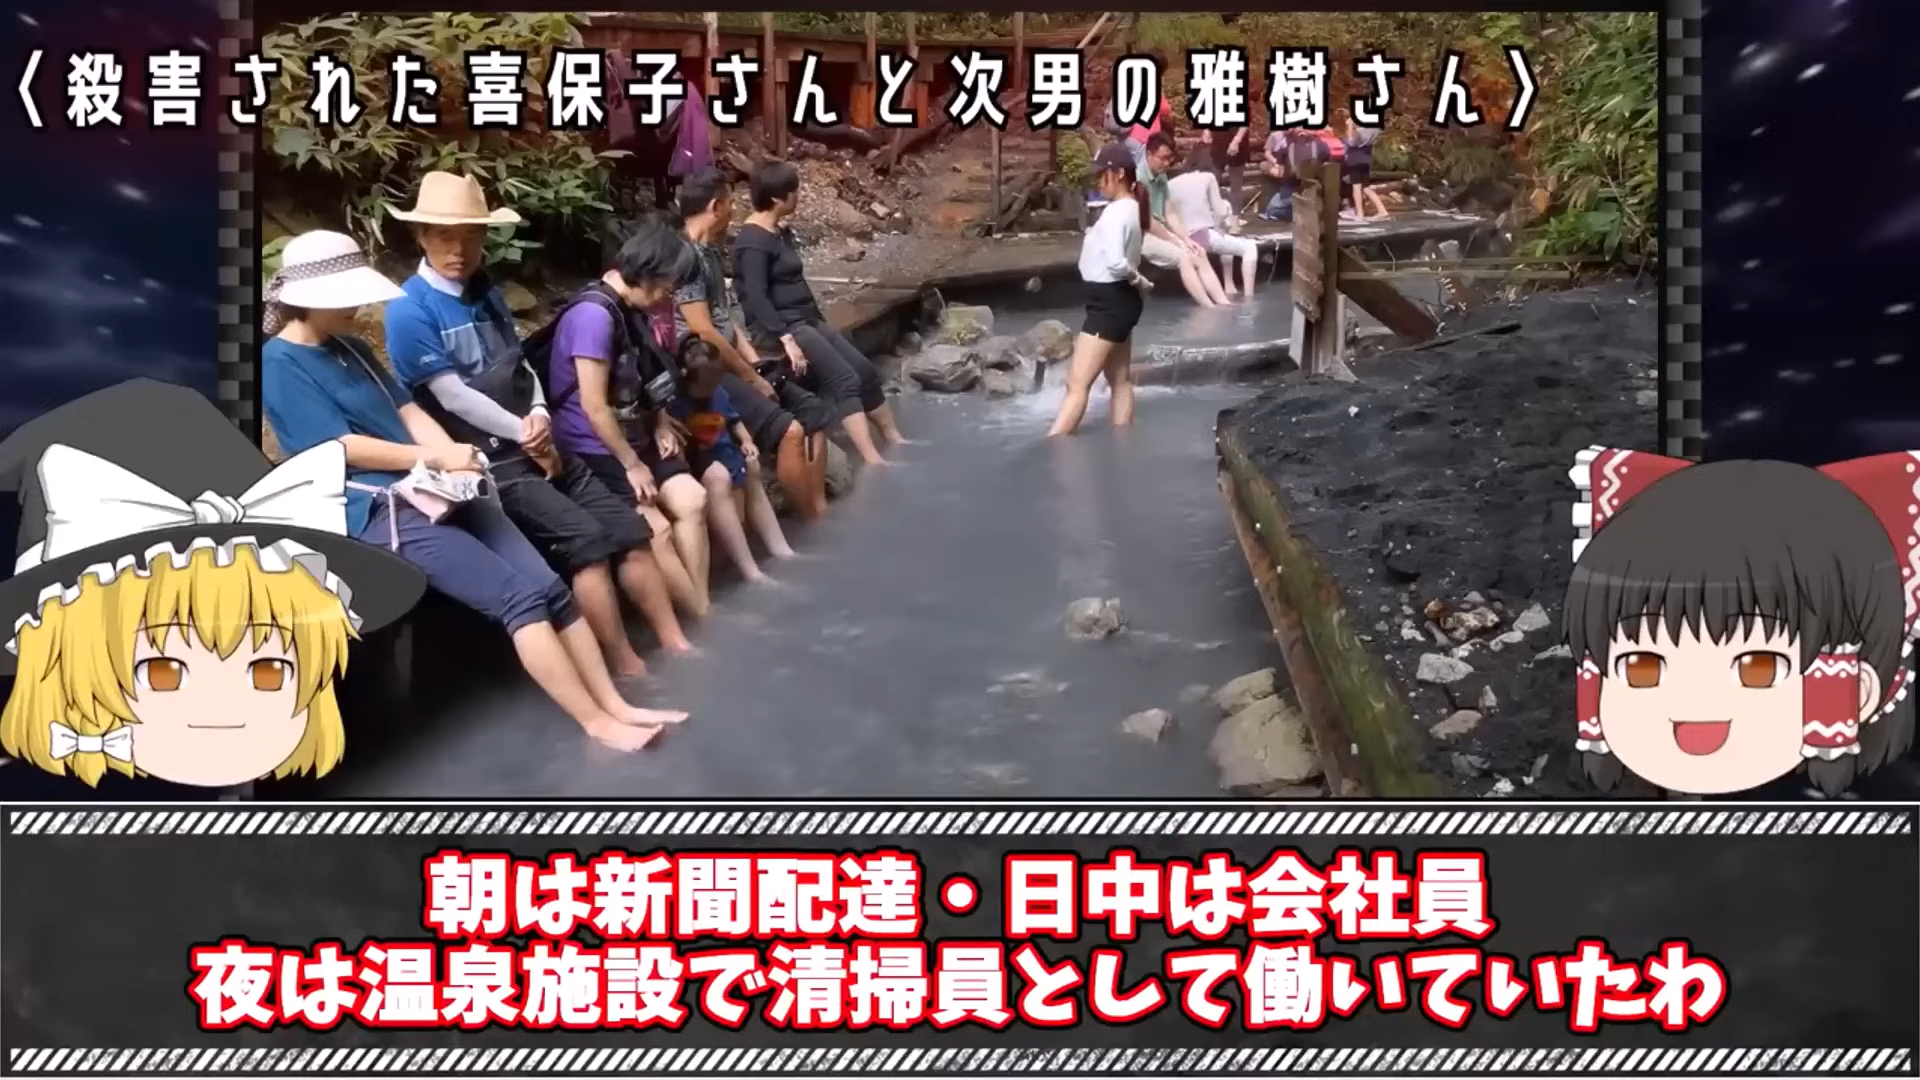 〈殺害された喜保子さんと次男の雅樹さん〉
朝は新聞配達・日中は会社員
夜は温泉施設で清掃員として働いていたわ